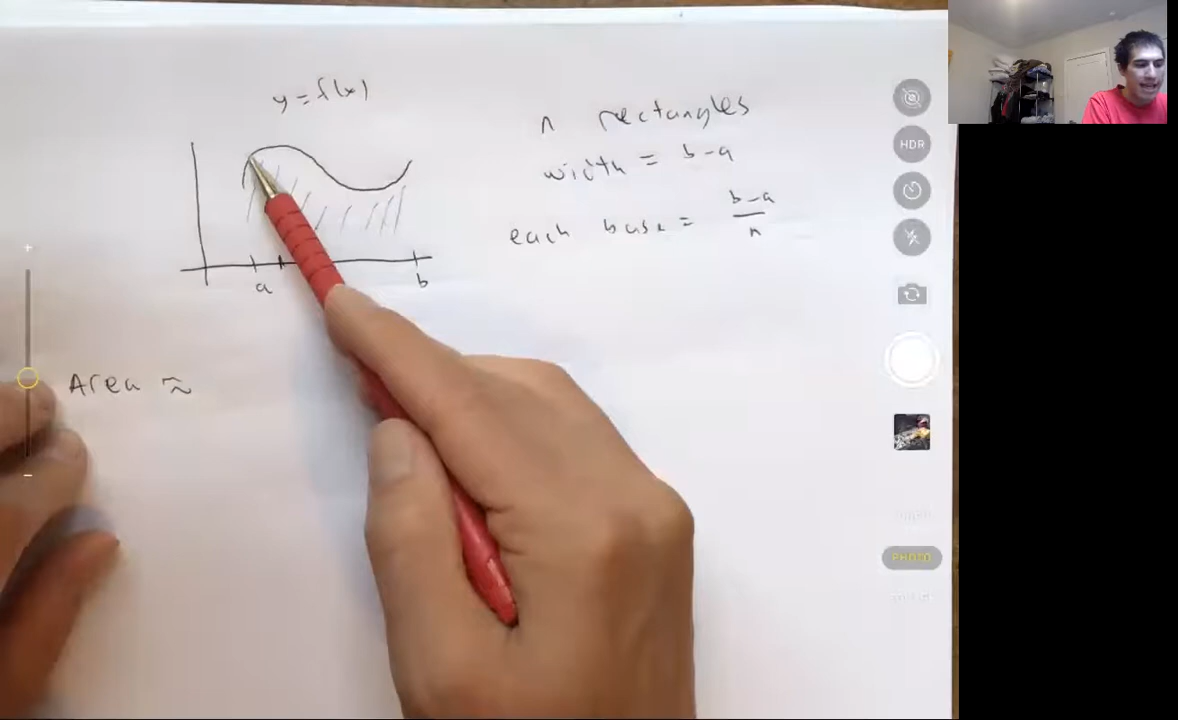 y = f(x)
n rectangles
width = b-a
each base = b-a/n
a
b
Area ≈
HDR
PHOTO